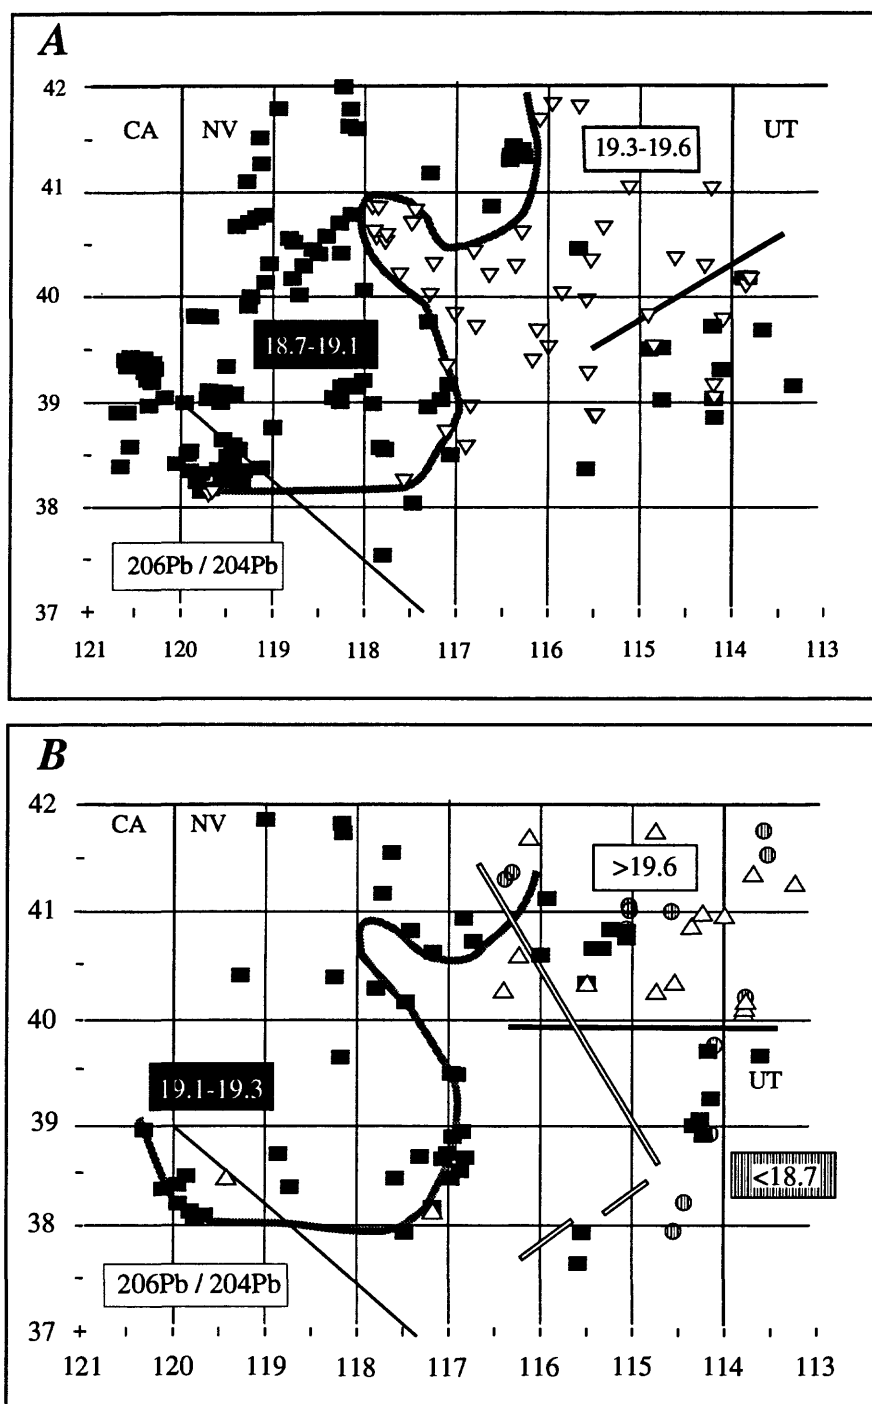 A
42
CA NV UT
19.3-19.6
41
40
18.7-19.1
39
38
206Pb / 204Pb
37 +
121 120 119 118 117 116 115 114 113
B
42
CA NV
>19.6
41
40
19.1-19.3 UT
39
<18.7
38
206Pb / 204Pb
37 +
121 120 119 118 117 116 115 114 113